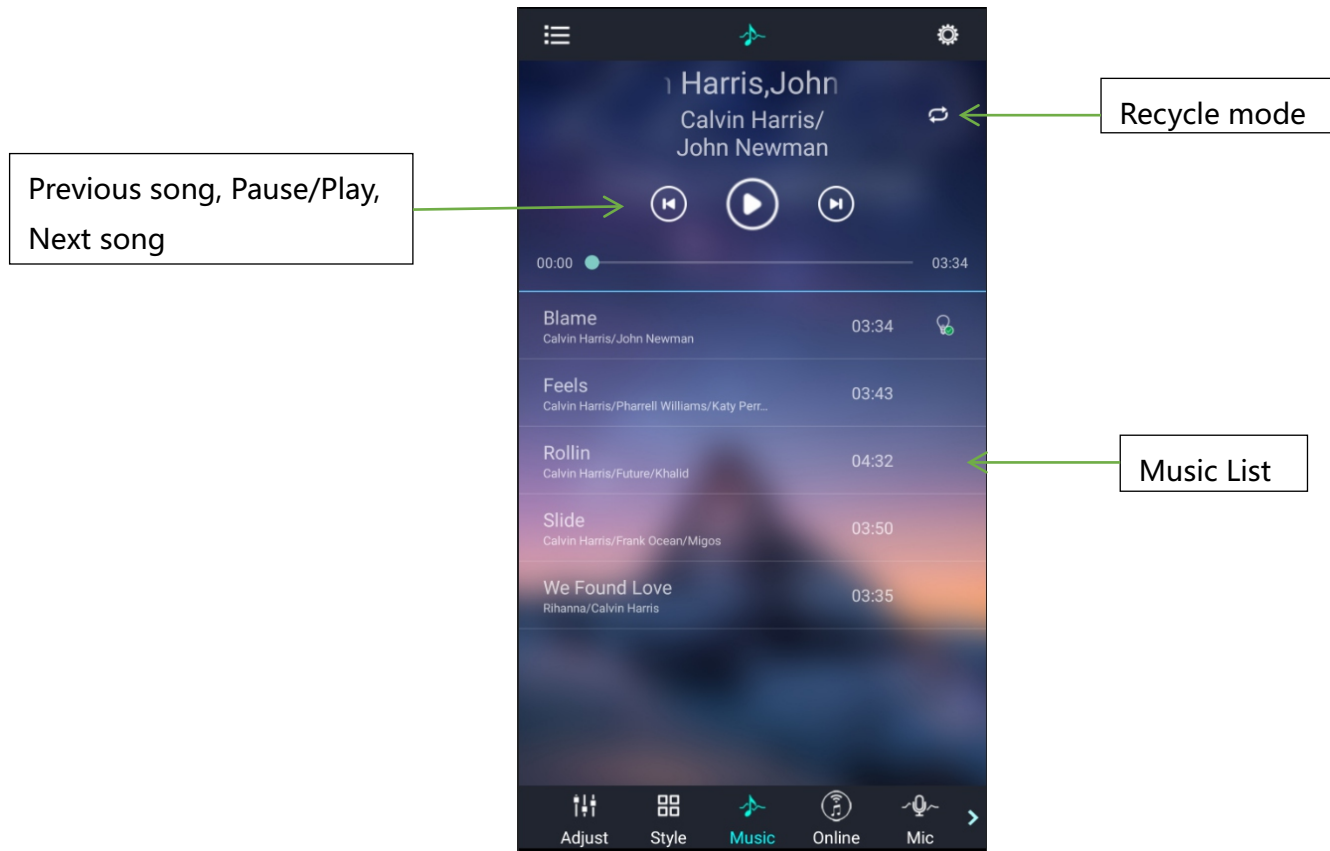 Harris,John
Calvin Harris/
John Newman
Recycle mode
Previous song, Pause/Play,
Next song
00:00 03:34
Blame 03:34
Calvin Harris/John Newman
Feels 03:43
Calvin Harris/Pharrell Williams/Katy Perr...
Rollin 04:32
Calvin Harris/Future/Khalid
Music List
Slide 03:50
Calvin Harris/Frank Ocean/Migos
We Found Love 03:35
Rihanna/Calvin Harris
Adjust Style Music Online Mic